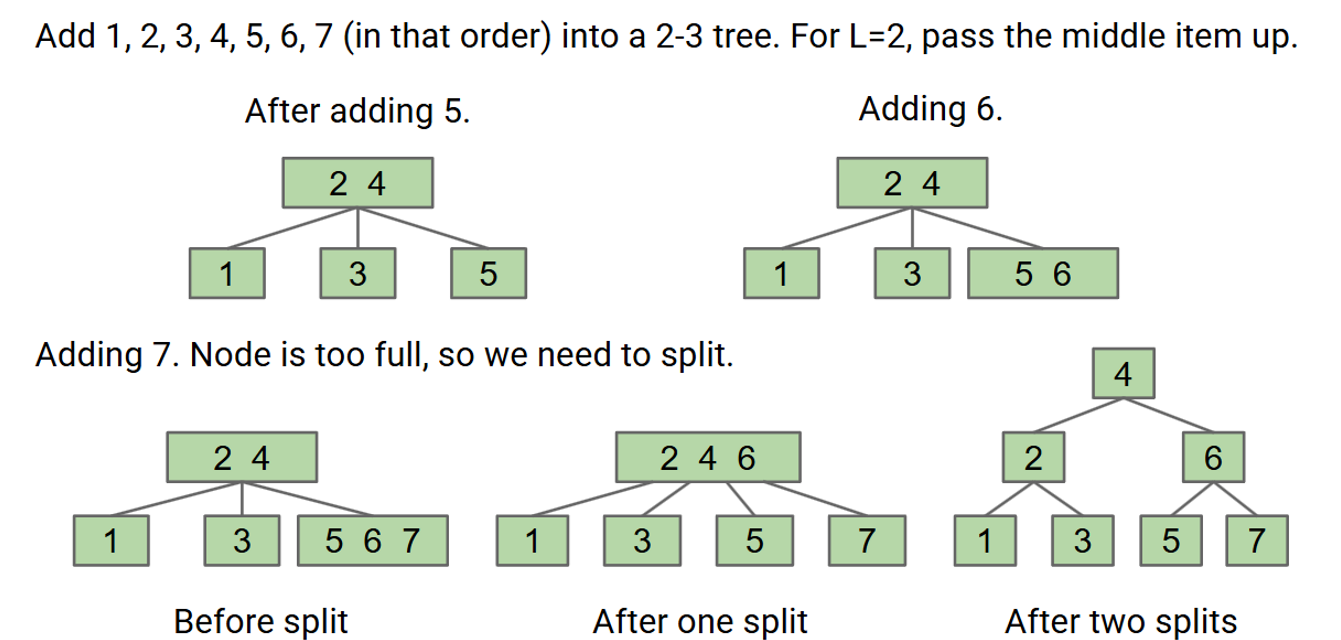 Add 1, 2, 3, 4, 5, 6, 7 (in that order) into a 2-3 tree. For L=2, pass the middle item up.
After adding 5.
Adding 6.
2 4
2 4
1
3
5
1
3
5 6
Adding 7. Node is too full, so we need to split.
4
2 4
2 4 6
2
6
1
3
5 6 7
1
3
5
7
1
3
5
7
Before split
After one split
After two splits